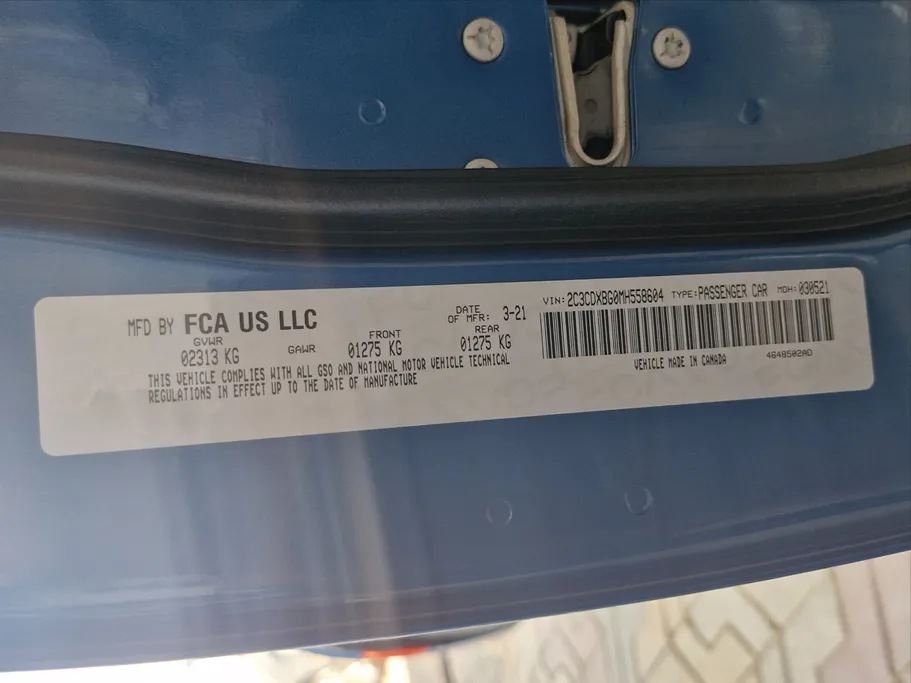 MFD BY FCA US LLC
DATE OF MFR: 3-21
VIN: 2C3CDXBG0MH558604 TYPE: PASSENGER CAR MDH: 030521
GVWR
02313 KG
GAWR
FRONT
01275 KG
REAR
01275 KG
THIS VEHICLE COMPLIES WITH ALL GSO AND NATIONAL MOTOR VEHICLE TECHNICAL
REGULATIONS IN EFFECT UP TO THE DATE OF MANUFACTURE
VEHICLE MADE IN CANADA
4648502AD